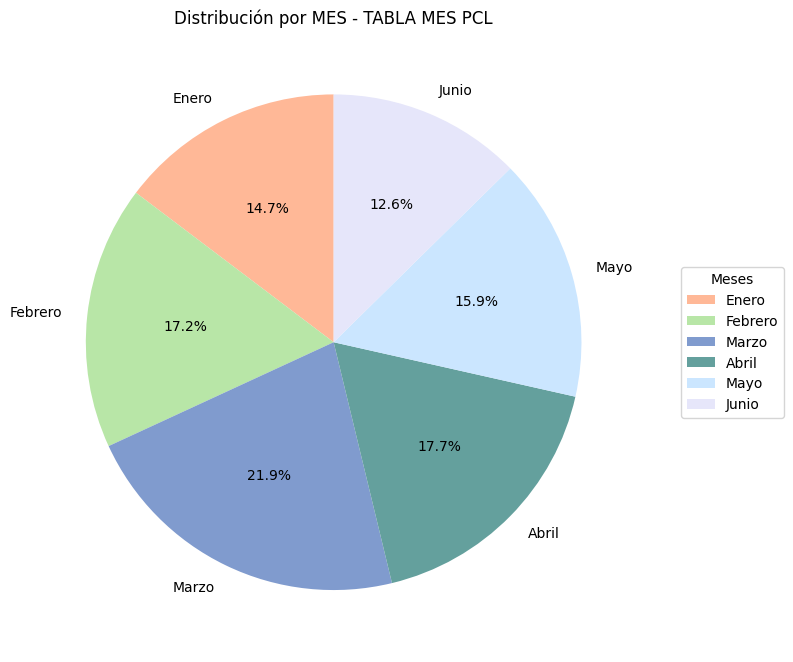 Distribución por MES - TABLA MES PCL
Enero
Junio
14.7%
12.6%
Mayo
Febrero
17.2%
15.9%
21.9%
17.7%
Marzo
Abril
Meses
Enero
Febrero
Marzo
Abril
Mayo
Junio